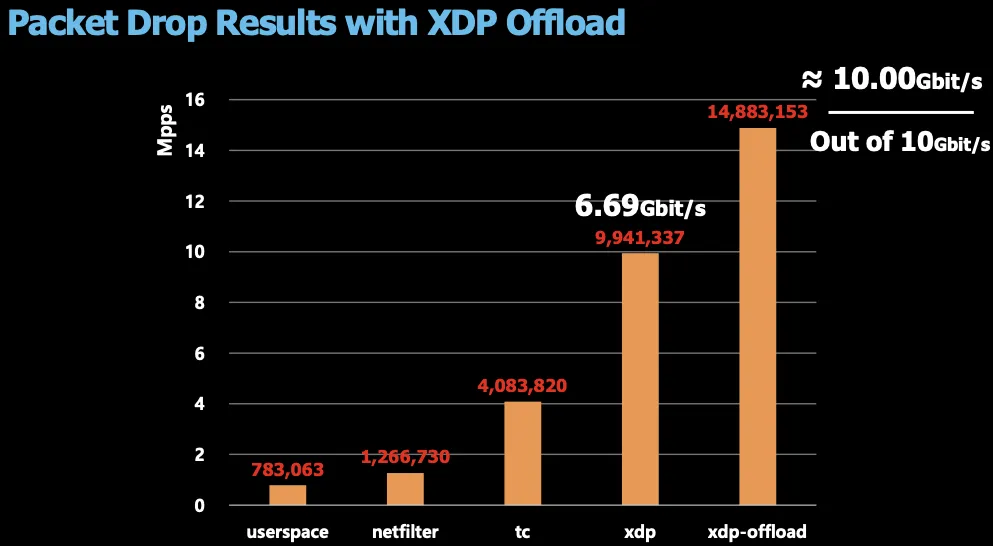 Packet Drop Results with XDP Offload
≈ 10.00Gbit/s
Out of 10Gbit/s
Mpps
16
14
12
10
8
6
4
2
0
783,063
1,266,730
4,083,820
6.69Gbit/s
9,941,337
14,883,153
userspace
netfilter
tc
xdp
xdp-offload